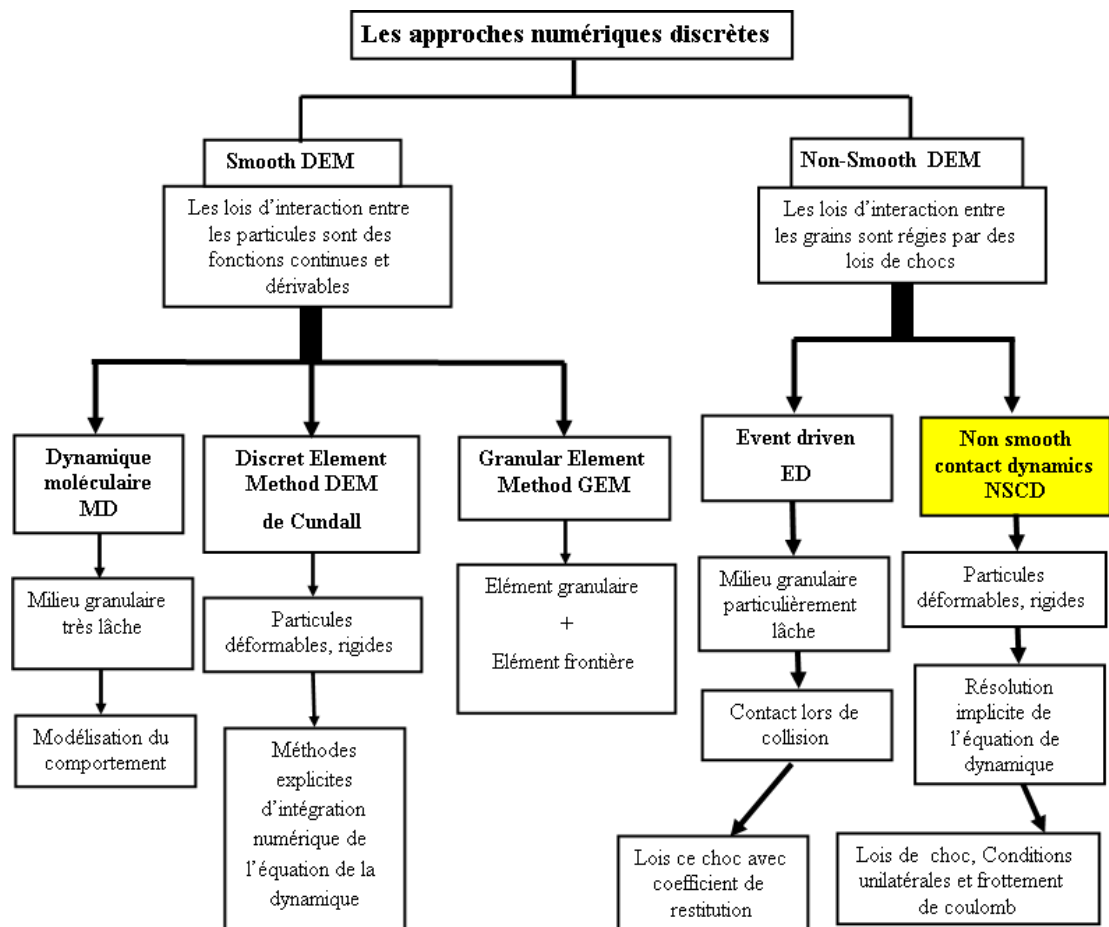 Les approches numériques discrètes
Smooth DEM
Les lois d'interaction entre
les particules sont des
fonctions continues et
dérivables
Non-Smooth DEM
Les lois d'interaction entre
les grains sont régies par des
lois de chocs
Dynamique
moléculaire
MD
Milieu granulaire
très lâche
Modélisation du
comportement
Discret Element
Method DEM
de Cundall
Particules
déformables, rigides
Méthodes
explicites
d'intégration
numérique de
l'équation de la
dynamique
Granular Element
Method GEM
Elément granulaire
+
Elément frontière
Event driven
ED
Milieu granulaire
particulièrement
lâche
Contact lors de
collision
Lois ce choc avec
coefficient de
restitution
Non smooth
contact dynamics
NSCD
Particules
déformables, rigides
Résolution
implicite de
l'équation de
dynamique
Lois de choc, Conditions
unilatérales et frottement
de coulomb